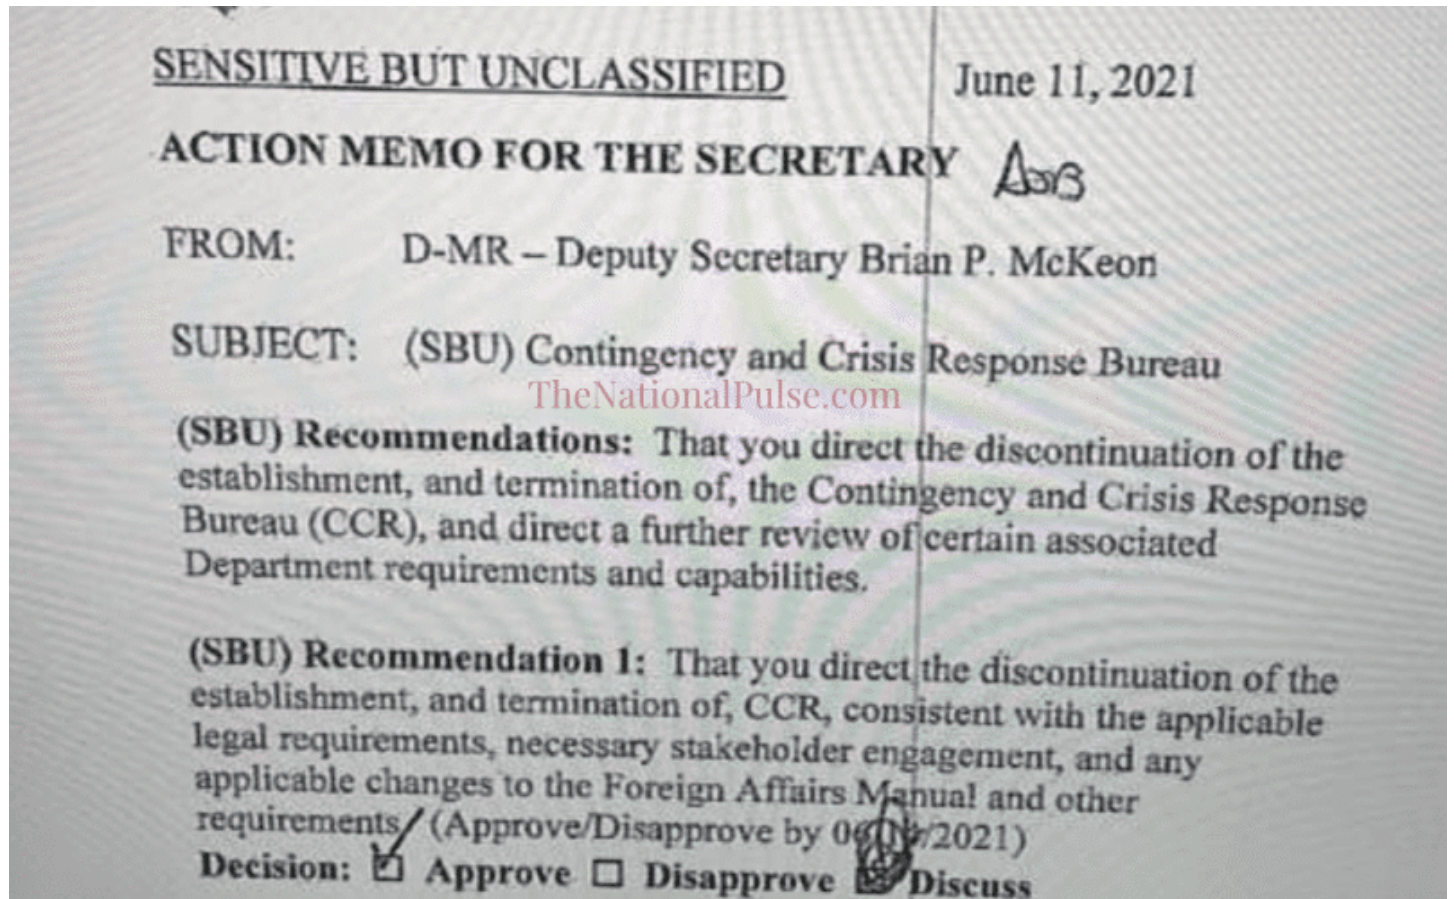 SENSITIVE BUT UNCLASSIFIED June 11, 2021
ACTION MEMO FOR THE SECRETARY
FROM: D-MR – Deputy Secretary Brian P. McKeon
SUBJECT: (SBU) Contingency and Crisis Response Bureau
TheNationalPulse.com
(SBU) Recommendations: That you direct the discontinuation of the
establishment, and termination of, the Contingency and Crisis Response
Bureau (CCR), and direct a further review of certain associated
Department requirements and capabilities.
(SBU) Recommendation 1: That you direct the discontinuation of the
establishment, and termination of, CCR, consistent with the applicable
legal requirements, necessary stakeholder engagement, and any
applicable changes to the Foreign Affairs Manual and other
requirements (Approve/Disapprove by /2021)
Decision: ☑ Approve ☐ Disapprove Discuss